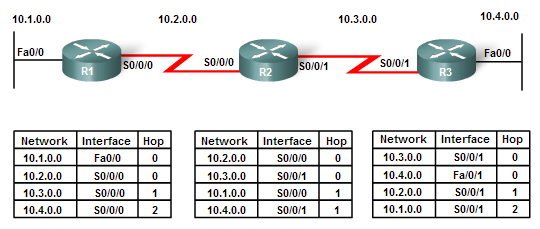 10.1.0.0 10.2.0.0 10.3.0.0 10.4.0.0
Fa0/0 R1 S0/0/0 S0/0/0 R2 S0/0/1 S0/0/1 R3 Fa0/0
Network Interface Hop
10.1.0.0 Fa0/0 0
10.2.0.0 S0/0/0 0
10.3.0.0 S0/0/0 1
10.4.0.0 S0/0/0 2
Network Interface Hop
10.2.0.0 S0/0/0 0
10.3.0.0 S0/0/1 0
10.1.0.0 S0/0/0 1
10.4.0.0 S0/0/1 1
Network Interface Hop
10.3.0.0 S0/0/1 0
10.4.0.0 Fa0/1 0
10.2.0.0 S0/0/1 1
10.1.0.0 S0/0/1 2